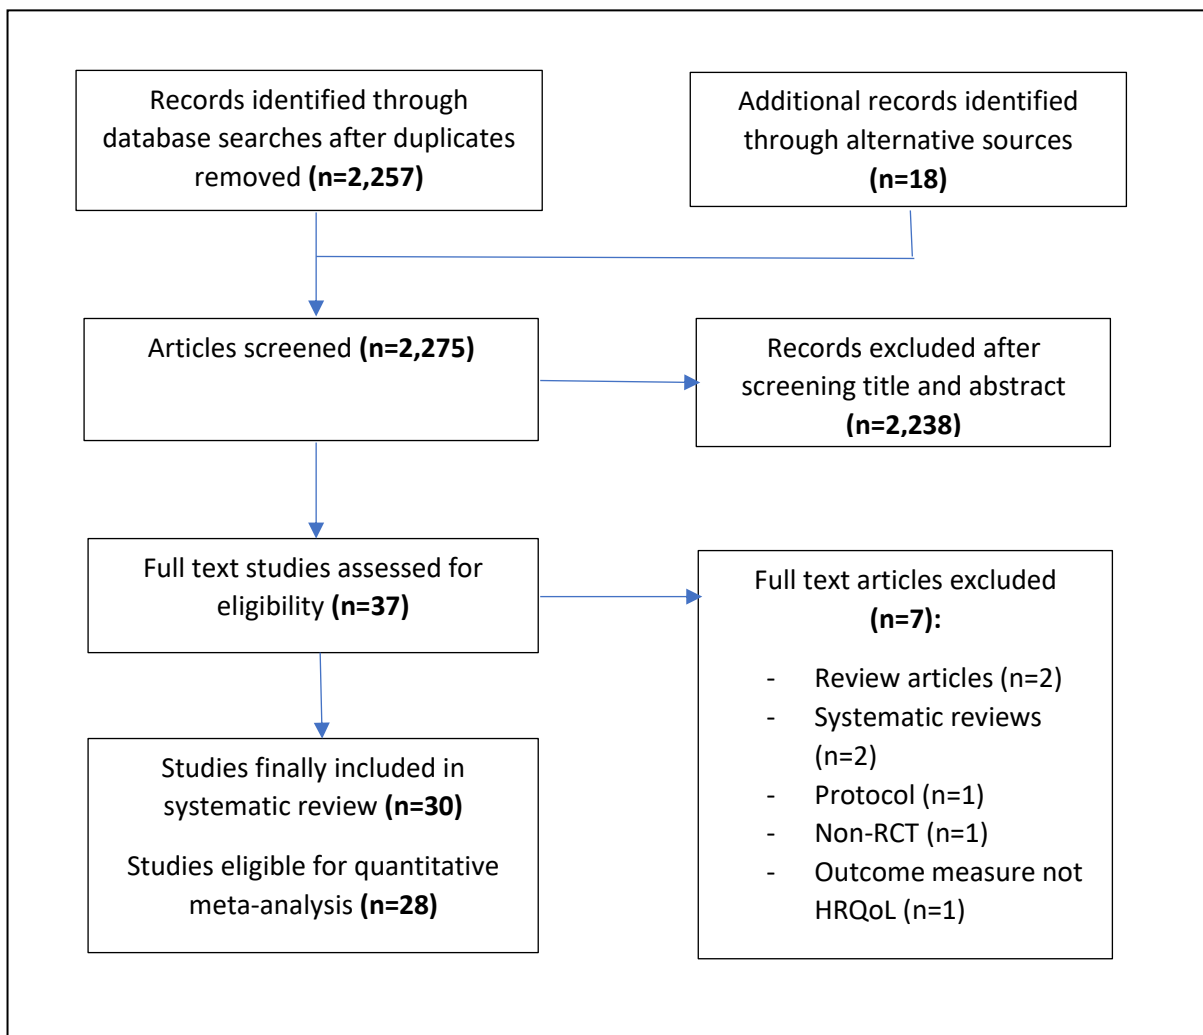 Records identified through
database searches after duplicates
removed (n=2,257)
Additional records identified
through alternative sources
(n=18)
Articles screened (n=2,275)
Records excluded after
screening title and abstract
(n=2,238)
Full text studies assessed for
eligibility (n=37)
Full text articles excluded
(n=7):
- Review articles (n=2)
- Systematic reviews
(n=2)
- Protocol (n=1)
- Non-RCT (n=1)
- Outcome measure not
HRQoL (n=1)
Studies finally included in
systematic review (n=30)
Studies eligible for quantitative
meta-analysis (n=28)